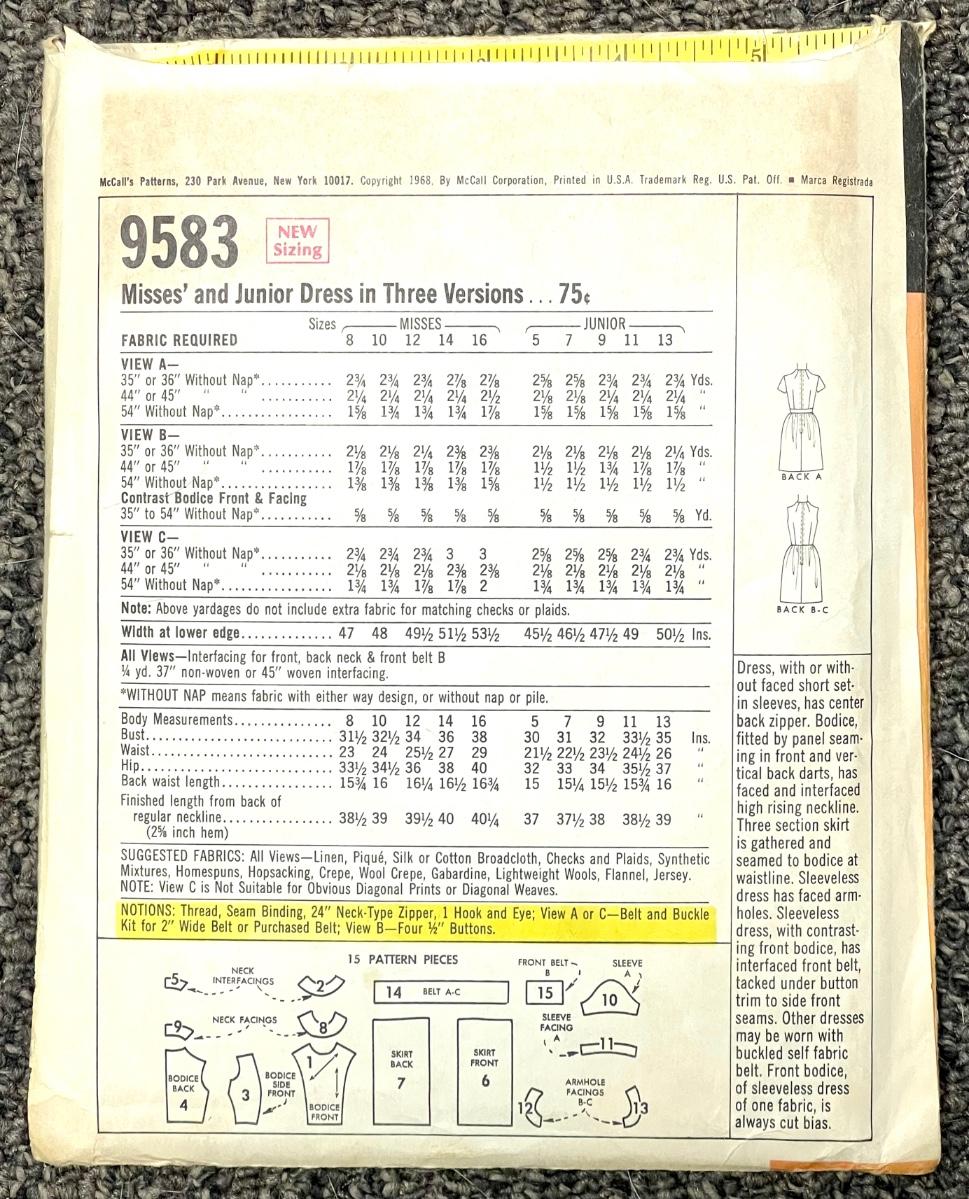 McCall's Patterns, 230 Park Avenue, New York 10017. Copyright 1968, By McCall Corporation, Printed in U.S.A. Trademark Reg. U.S. Pat. Off. ■ Marca Registrada
9583
NEW
Sizing
Misses' and Junior Dress in Three Versions . . . 75¢
Sizes MISSES JUNIOR
FABRIC REQUIRED 8 10 12 14 16 5 7 9 11 13
VIEW A—
35" or 36" Without Nap*........... 2¾ 2¾ 2¾ 2⅞ 2⅞ 2⅝ 2⅝ 2¾ 2¾ 2¾ Yds.
44" or 45" " " ........... 2¼ 2¼ 2¼ 2¼ 2½ 2⅛ 2⅛ 2¼ 2¼ 2¼ "
54" Without Nap*................. 1⅝ 1¾ 1¾ 1¾ 1⅞ 1⅝ 1⅝ 1⅝ 1⅝ 1⅝ "
VIEW B—
35" or 36" Without Nap*........... 2⅛ 2⅛ 2¼ 2⅜ 2⅜ 2⅛ 2⅛ 2⅛ 2⅛ 2¼ Yds.
44" or 45" " " ........... 1⅞ 1⅞ 1⅞ 1⅞ 1⅞ 1½ 1½ 1¾ 1⅞ 1⅞ "
54" Without Nap*................. 1⅜ 1⅜ 1⅜ 1⅜ 1⅝ 1½ 1½ 1½ 1½ 1½ "
Contrast Bodice Front & Facing
35" to 54" Without Nap*........... ⅝ ⅝ ⅝ ⅝ ⅝ ⅝ ⅝ ⅝ ⅝ ⅝ Yd.
VIEW C—
35" or 36" Without Nap*........... 2¾ 2¾ 2¾ 3 3 2⅝ 2⅝ 2⅝ 2¾ 2¾ Yds.
44" or 45" " " ........... 2⅛ 2⅛ 2⅛ 2⅜ 2⅜ 2⅛ 2⅛ 2⅛ 2⅛ 2⅛ "
54" Without Nap*................. 1¾ 1¾ 1⅞ 1⅞ 2 1¾ 1¾ 1¾ 1¾ 1¾ "
Note: Above yardages do not include extra fabric for matching checks or plaids.
Width at lower edge.............. 47 48 49½ 51½ 53½ 45½ 46½ 47½ 49 50½ Ins.
All Views—Interfacing for front, back neck & front belt B
¼ yd. 37" non-woven or 45" woven interfacing.
*WITHOUT NAP means fabric with either way design, or without nap or pile.
Body Measurements............... 8 10 12 14 16 5 7 9 11 13
Bust............................ 31½ 32½ 34 36 38 30 31 32 33½ 35 Ins.
Waist........................... 23 24 25½ 27 29 21½ 22½ 23½ 24½ 26 "
Hip............................. 33½ 34½ 36 38 40 32 33 34 35½ 37 "
Back waist length................ 15¾ 16 16¼ 16½ 16¾ 15 15¼ 15½ 15¾ 16 "
Finished length from back of
regular neckline................. 38½ 39 39½ 40 40¼ 37 37½ 38 38½ 39 "
(2⅝ inch hem)
SUGGESTED FABRICS: All Views—Linen, Piqué, Silk or Cotton Broadcloth, Checks and Plaids, Synthetic
Mixtures, Homespuns, Hopsacking, Crepe, Wool Crepe, Gabardine, Lightweight Wools, Flannel, Jersey.
NOTE: View C is Not Suitable for Obvious Diagonal Prints or Diagonal Weaves.
NOTIONS: Thread, Seam Binding, 24" Neck-Type Zipper, 1 Hook and Eye; View A or C—Belt and Buckle
Kit for 2" Wide Belt or Purchased Belt; View B—Four ½" Buttons.
15 PATTERN PIECES
5 NECK
INTERFACINGS 2
14 BELT A-C
FRONT BELT
B
15
SLEEVE
A
10
9 NECK FACINGS 8
SLEEVE
FACING
A
11
BODICE
BACK
4
3
BODICE
SIDE
FRONT
1
BODICE
FRONT
SKIRT
BACK
7
SKIRT
FRONT
6
ARMHOLE
FACINGS
B-C
12 13
BACK A
BACK B-C
Dress, with or with-
out faced short set-
in sleeves, has center
back zipper. Bodice,
fitted by panel seam-
ing in front and ver-
tical back darts, has
faced and interfaced
high rising neckline.
Three section skirt
is gathered and
seamed to bodice at
waistline. Sleeveless
dress has faced arm-
holes. Sleeveless
dress, with contrast-
ing front bodice, has
interfaced front belt,
tacked under button
trim to side front
seams. Other dresses
may be worn with
buckled self fabric
belt. Front bodice,
of sleeveless dress
of one fabric, is
always cut bias.